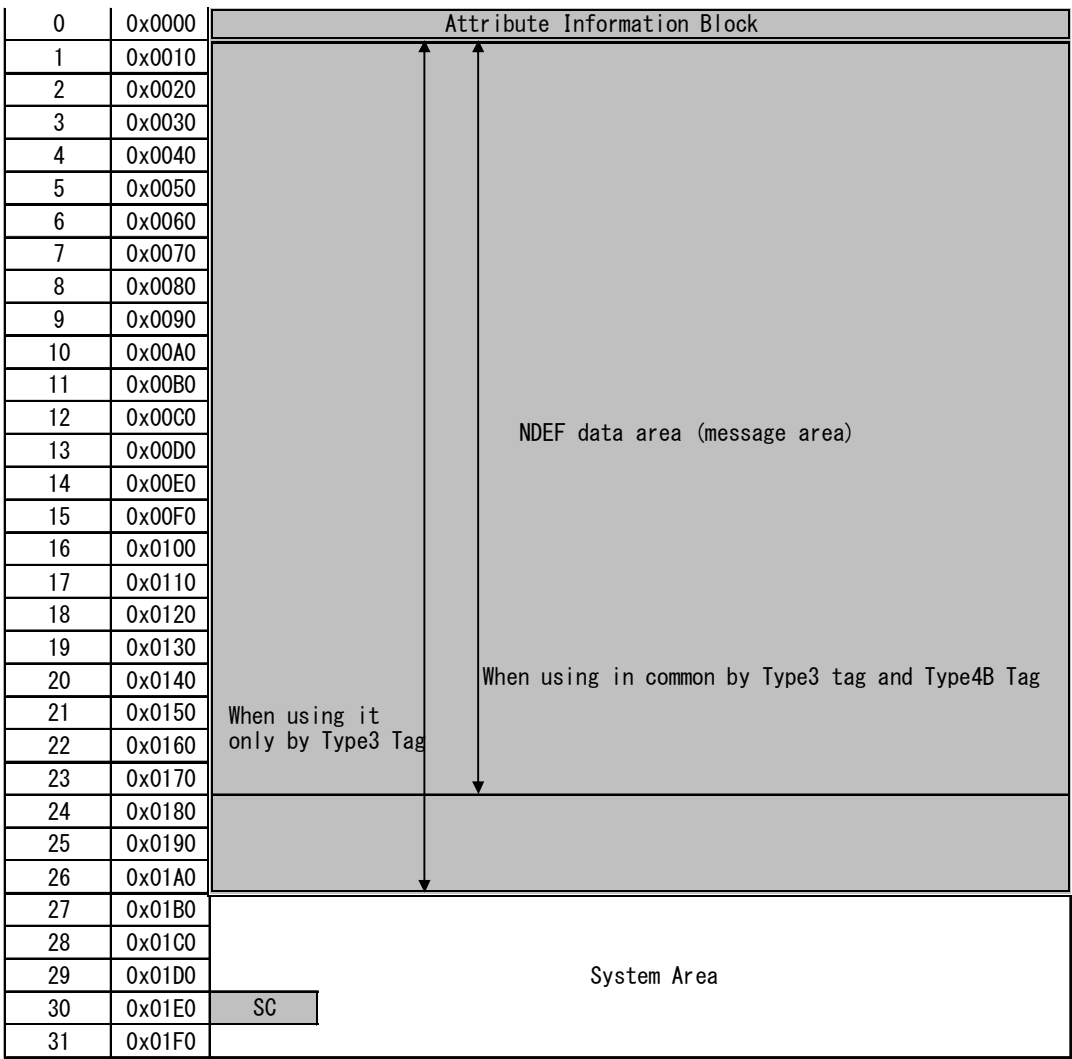 0 0x0000 Attribute Information Block
1 0x0010
2 0x0020
3 0x0030
4 0x0040
5 0x0050
6 0x0060
7 0x0070
8 0x0080
9 0x0090
10 0x00A0
11 0x00B0
12 0x00C0
NDEF data area (message area)
13 0x00D0
14 0x00E0
15 0x00F0
16 0x0100
17 0x0110
18 0x0120
19 0x0130
20 0x0140 When using in common by Type3 tag and Type4B Tag
21 0x0150 When using it
22 0x0160 only by Type3 Tag
23 0x0170
24 0x0180
25 0x0190
26 0x01A0
27 0x01B0
28 0x01C0
29 0x01D0 System Area
30 0x01E0 SC
31 0x01F0